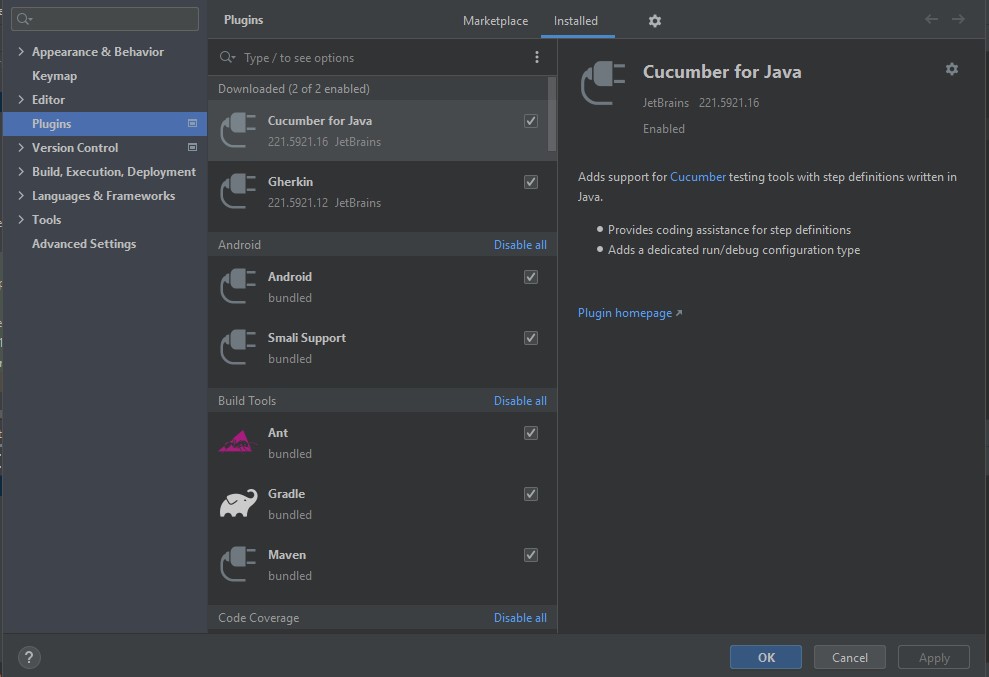 Plugins
Marketplace
Installed
Appearance & Behavior
Keymap
Editor
Plugins
Version Control
Build, Execution, Deployment
Languages & Frameworks
Tools
Advanced Settings
Type / to see options
Downloaded (2 of 2 enabled)
Cucumber for Java
221.5921.16 JetBrains
Gherkin
221.5921.12 JetBrains
Android Disable all
Android
bundled
Smali Support
bundled
Build Tools Disable all
Ant
bundled
Gradle
bundled
Maven
bundled
Code Coverage Disable all
Cucumber for Java
JetBrains 221.5921.16
Enabled
Adds support for Cucumber testing tools with step definitions written in
Java.
• Provides coding assistance for step definitions
• Adds a dedicated run/debug configuration type
Plugin homepage ↗
?
OK
Cancel
Apply